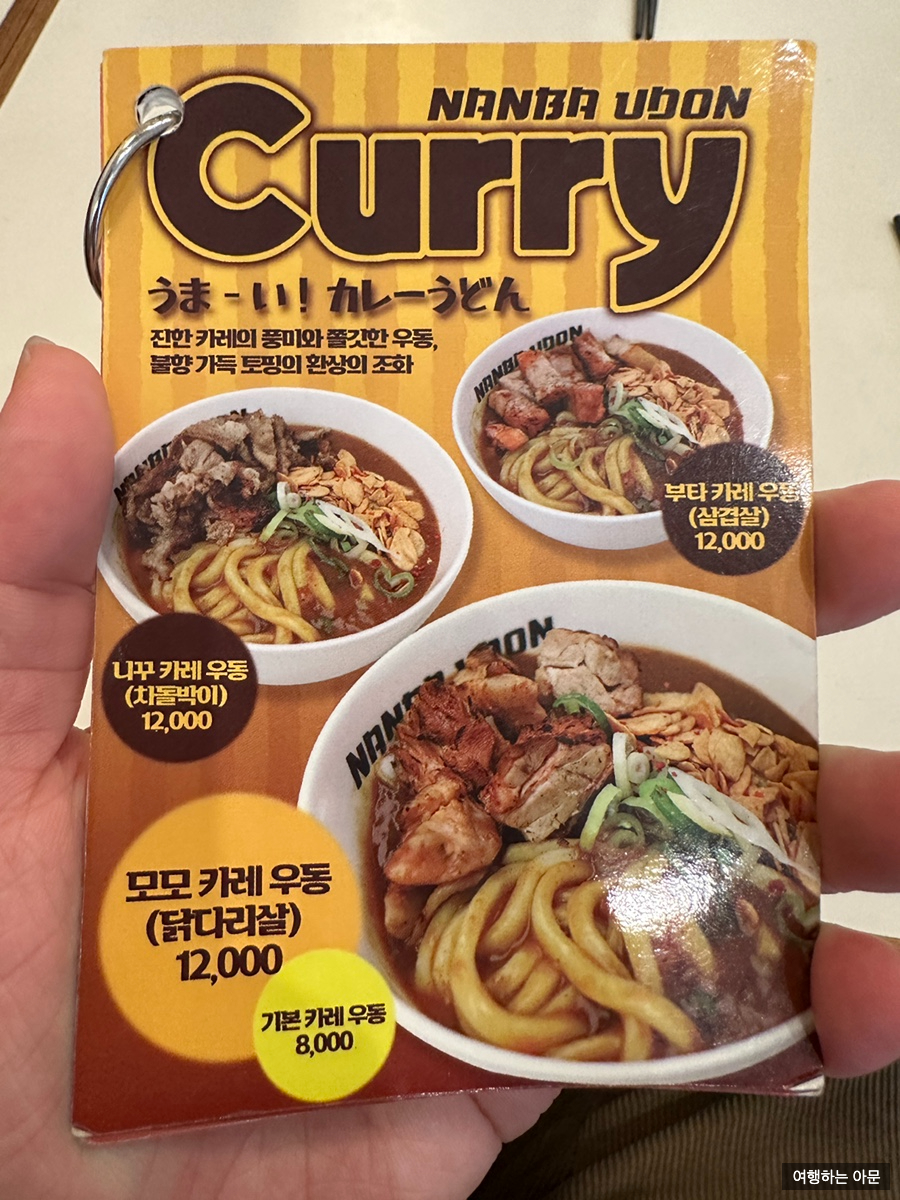 NANBA UDON
Curry
うま-い! カレーうどん
진한 카레의 풍미와 쫄깃한 우동,
불향 가득 토핑의 환상의 조화
NANBA UDON
부타 카레 우동
(삼겹살)
12,000
니꾸 카레 우동
(차돌박이)
12,000
NANBA UDON
모모 카레 우동
(닭다리살)
12,000
기본 카레 우동
8,000
여행하는 아문